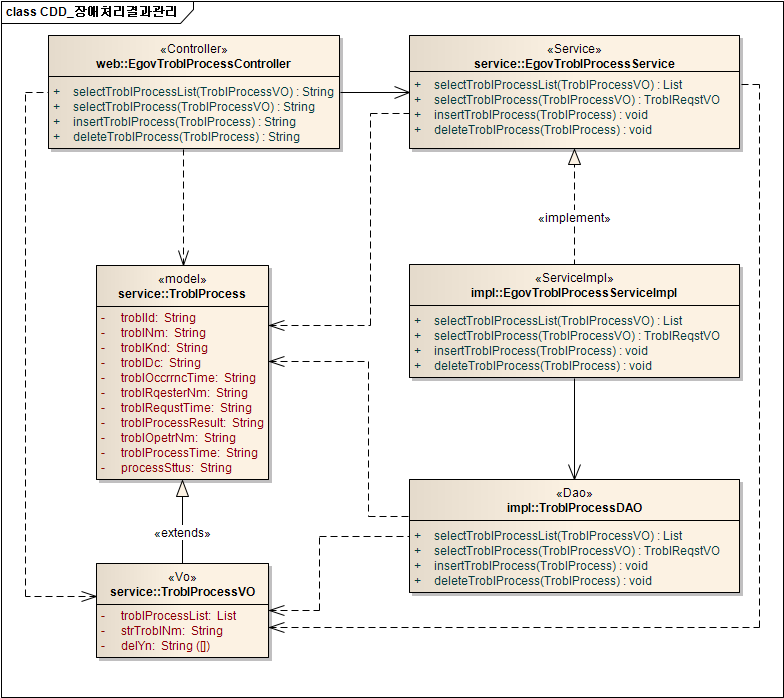 class CDD_장애처리결과관리
«Controller»
web::EgovTroblProcessController
+ selectTroblProcessList(TroblProcessVO) : String
+ selectTroblProcess(TroblProcessVO) : String
+ insertTroblProcess(TroblProcess) : String
+ deleteTroblProcess(TroblProcess) : String
«Service»
service::EgovTroblProcessService
+ selectTroblProcessList(TroblProcessVO) : List
+ selectTroblProcess(TroblProcessVO) : TroblReqstVO
+ insertTroblProcess(TroblProcess) : void
+ deleteTroblProcess(TroblProcess) : void
«implement»
«model»
service::TroblProcess
- troblId: String
- troblNm: String
- troblKnd: String
- troblDc: String
- troblOccrrncTime: String
- troblRqesterNm: String
- troblRequstTime: String
- troblProcessResult: String
- troblOpetrNm: String
- troblProcessTime: String
- processSttus: String
«ServiceImpl»
impl::EgovTroblProcessServiceImpl
+ selectTroblProcessList(TroblProcessVO) : List
+ selectTroblProcess(TroblProcessVO) : TroblReqstVO
+ insertTroblProcess(TroblProcess) : void
+ deleteTroblProcess(TroblProcess) : void
«extends»
«Dao»
impl::TroblProcessDAO
+ selectTroblProcessList(TroblProcessVO) : List
+ selectTroblProcess(TroblProcessVO) : TroblReqstVO
+ insertTroblProcess(TroblProcess) : void
+ deleteTroblProcess(TroblProcess) : void
«Vo»
service::TroblProcessVO
- troblProcessList: List
- strTroblNm: String
- delYn: String ([])